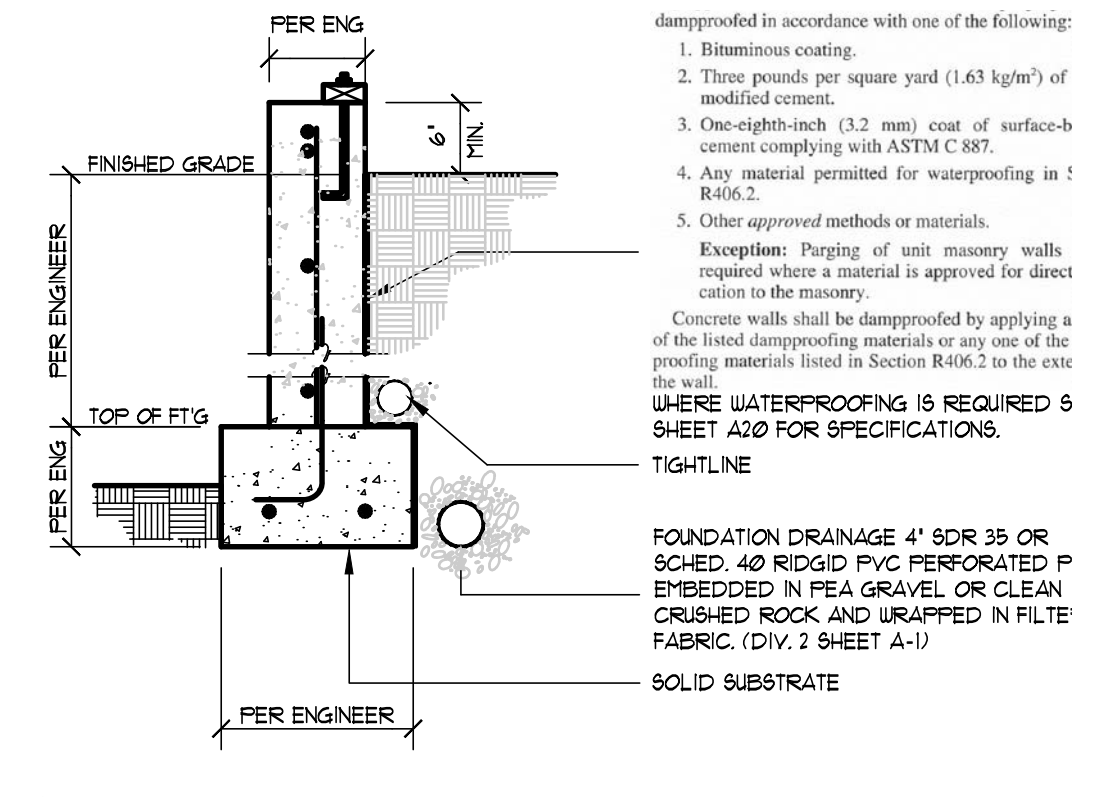 PER ENG
6"
MIN.
FINISHED GRADE
PER ENGINEER
TOP OF FT'G
PER ENG
PER ENGINEER
dampproofed in accordance with one of the following:
1. Bituminous coating.
2. Three pounds per square yard (1.63 kg/m²) of
modified cement.
3. One-eighth-inch (3.2 mm) coat of surface-b
cement complying with ASTM C 887.
4. Any material permitted for waterproofing in S
R406.2.
5. Other approved methods or materials.
Exception: Parging of unit masonry walls
required where a material is approved for direct
cation to the masonry.
Concrete walls shall be dampproofed by applying a
of the listed dampproofing materials or any one of the
proofing materials listed in Section R406.2 to the exte
the wall.
WHERE WATERPROOFING IS REQUIRED S
SHEET A20 FOR SPECIFICATIONS.
TIGHTLINE
FOUNDATION DRAINAGE 4" SDR 35 OR
SCHED. 40 RIDGID PVC PERFORATED P
EMBEDDED IN PEA GRAVEL OR CLEAN
CRUSHED ROCK AND WRAPPED IN FILTE
FABRIC. (DIV. 2 SHEET A-1)
SOLID SUBSTRATE